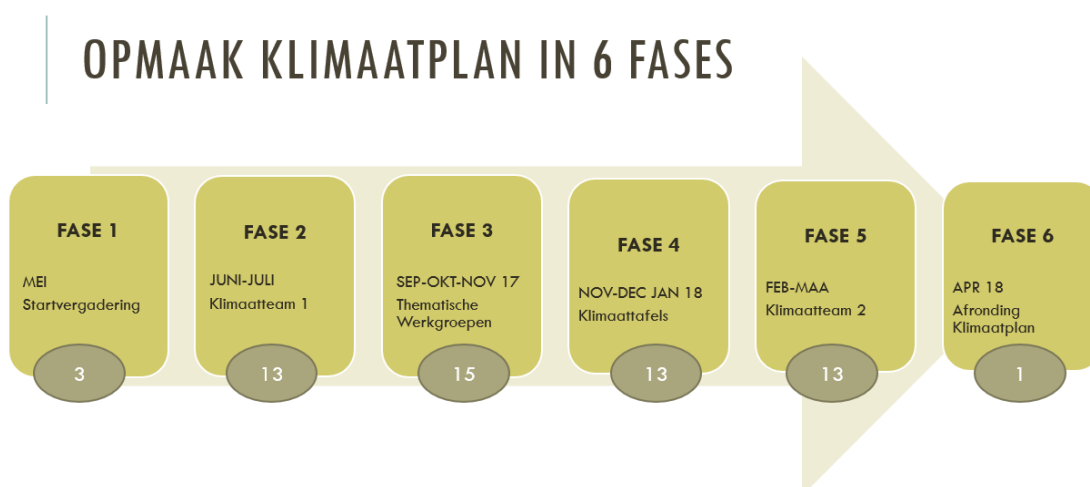 OPMAAK KLIMAATPLAN IN 6 FASES
FASE 1
MEI
Startvergadering
3
FASE 2
JUNI-JULI
Klimaatteam 1
13
FASE 3
SEP-OKT-NOV 17
Thematische
Werkgroepen
15
FASE 4
NOV-DEC JAN 18
Klimaattafels
13
FASE 5
FEB-MAA
Klimaatteam 2
13
FASE 6
APR 18
Afronding
Klimaatplan
1